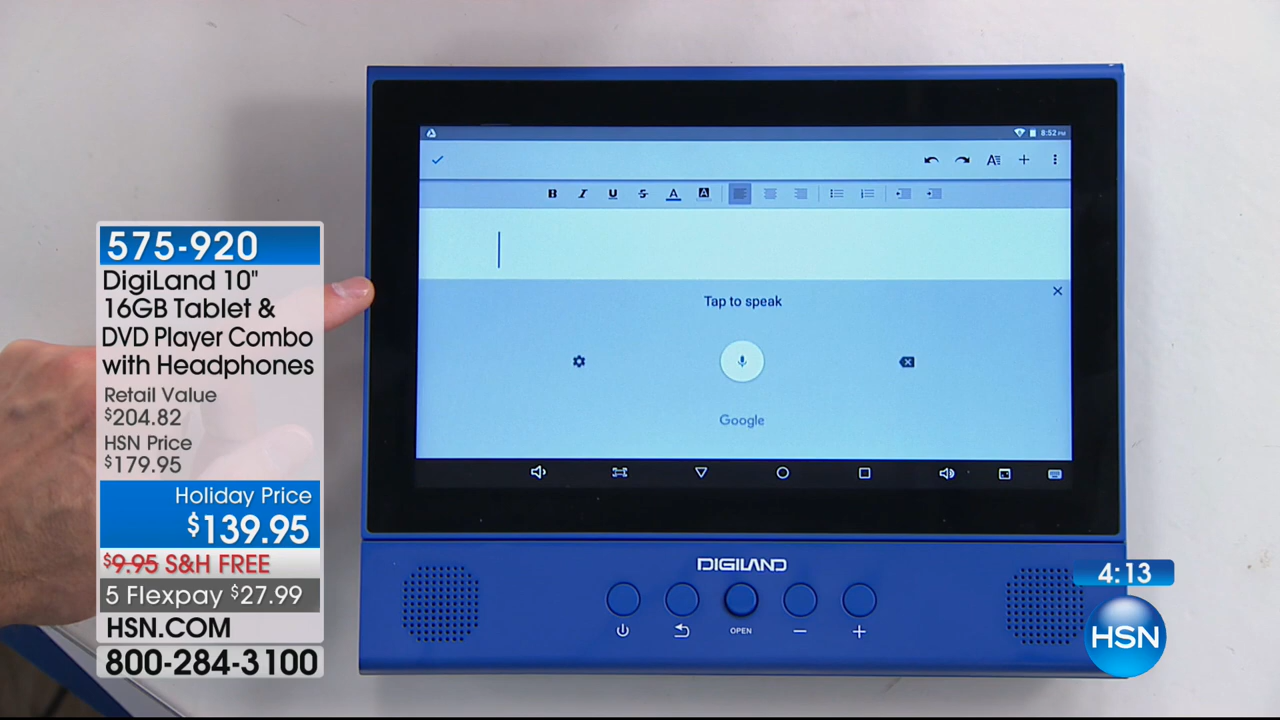 575-920
DigiLand 10"
16GB Tablet &
DVD Player Combo
with Headphones
Retail Value
$204.82
HSN Price
$179.95
Holiday Price
$139.95
$9.95 S&H FREE
5 Flexpay $27.99
HSN.COM
800-284-3100
8:52 PM
B I U S A A
Tap to speak
Google
DIGILAND
OPEN
4:13
HSN